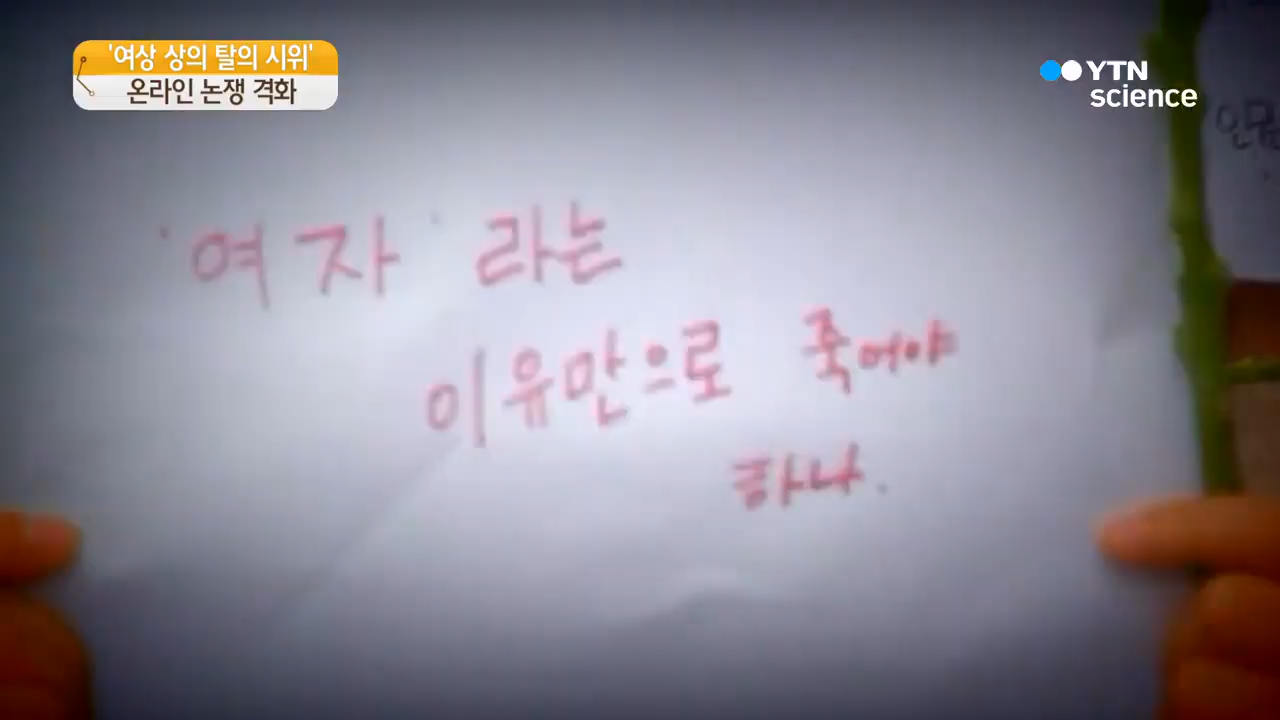 '여상 상의 탈의 시위'
온라인 논쟁 격화
YTN
science
'여자'라는
이유만으로 죽어야
하나.